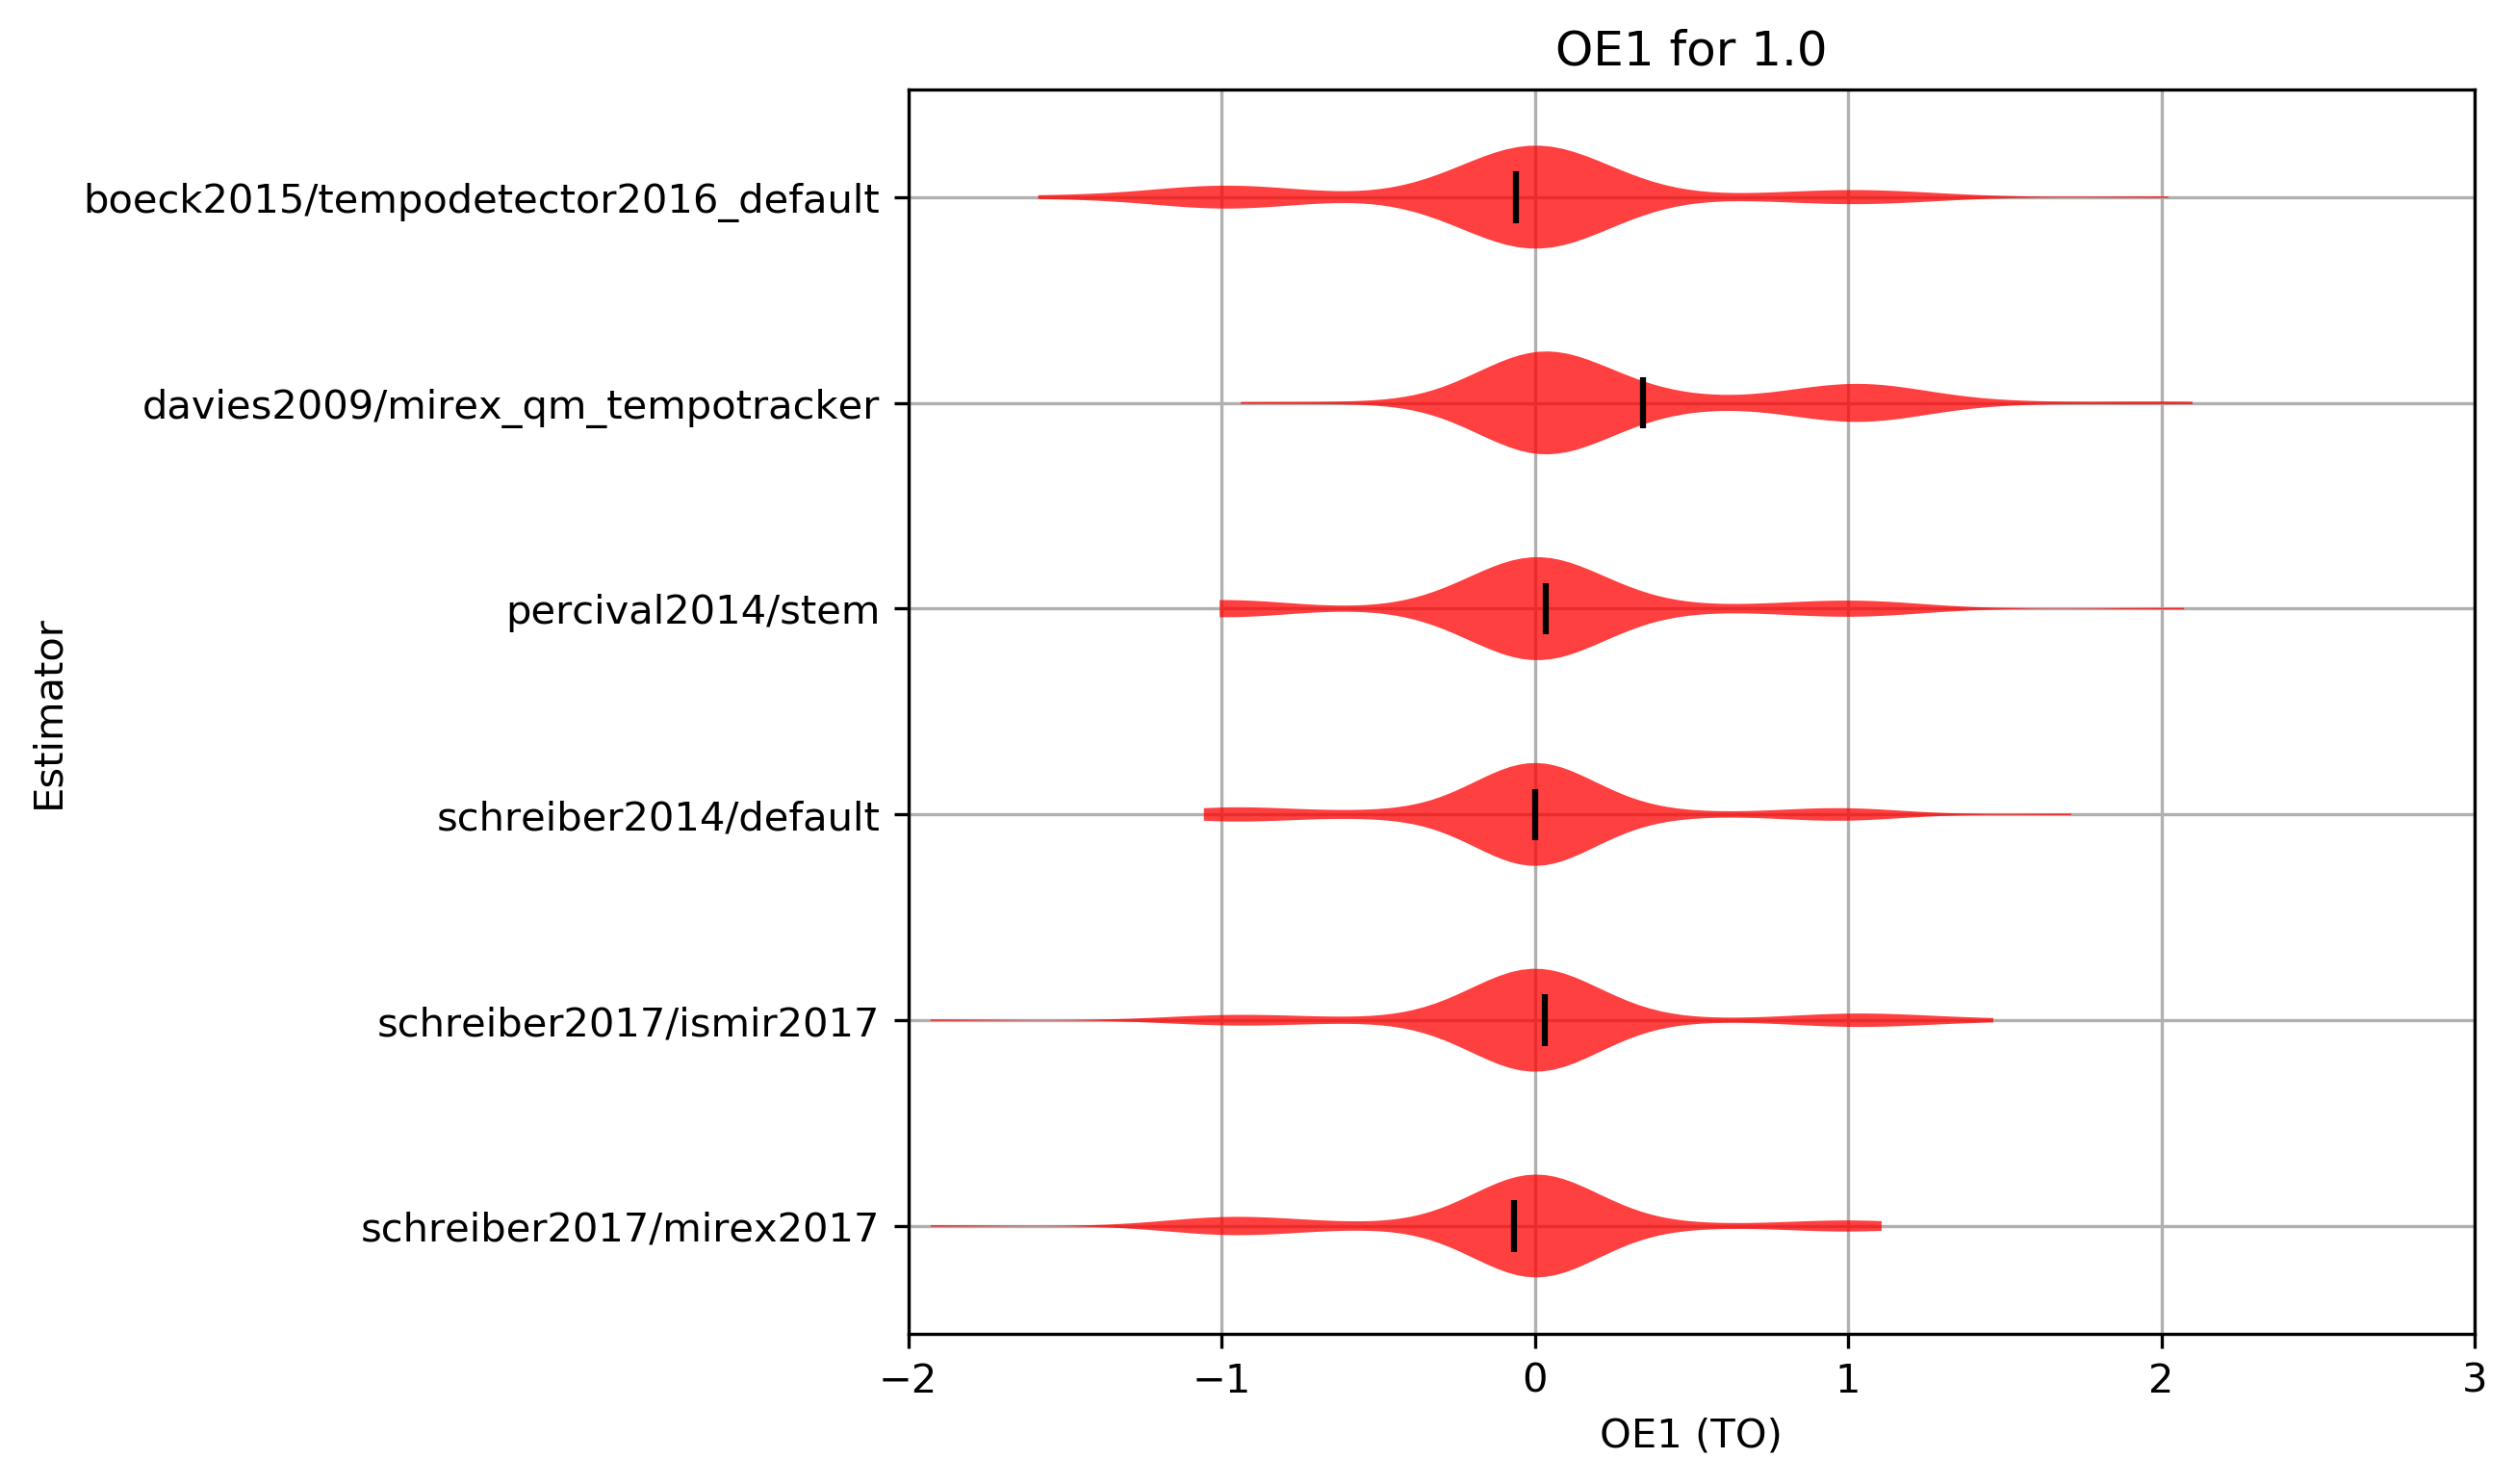 OE1 for 1.0
boeck2015/tempodetector2016_default
davies2009/mirex_qm_tempotracker
percival2014/stem
schreiber2014/default
schreiber2017/ismir2017
schreiber2017/mirex2017
Estimator
−2 −1 0 1 2 3
OE1 (TO)